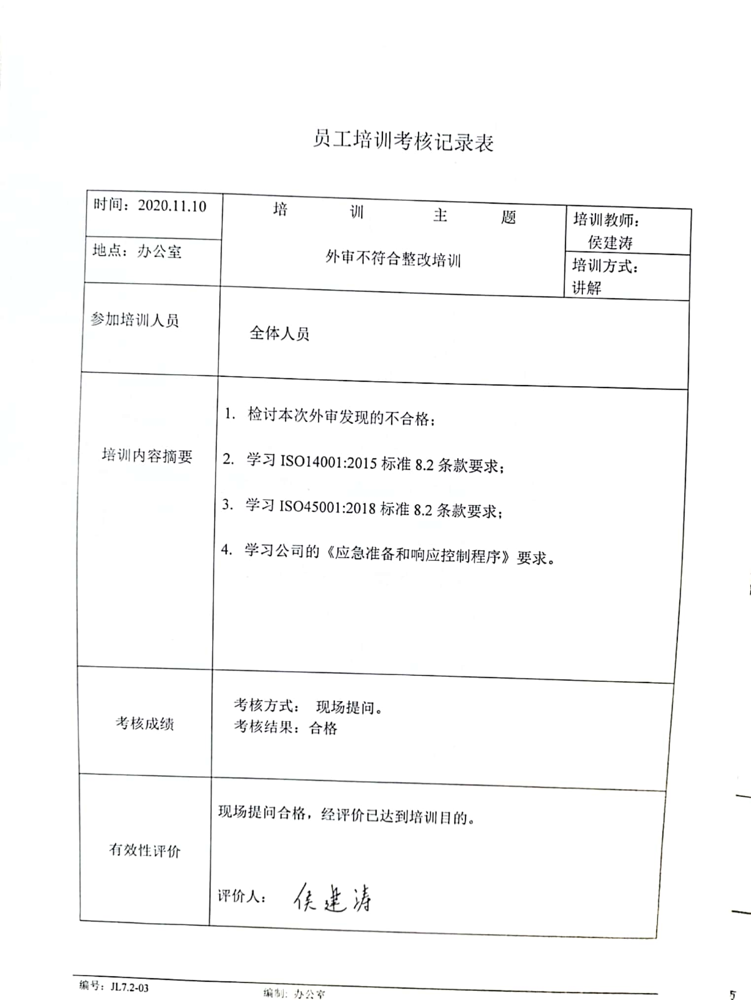 员工培训考核记录表
时间：2020.11.10
培 训 主 题
培训教师：
侯建涛
地点：办公室
外审不符合整改培训
培训方式：
讲解
参加培训人员
全体人员
培训内容摘要
1. 检讨本次外审发现的不合格；
2. 学习 ISO14001:2015 标准 8.2 条款要求；
3. 学习 ISO45001:2018 标准 8.2 条款要求；
4. 学习公司的《应急准备和响应控制程序》要求。
考核成绩
考核方式： 现场提问。
考核结果：合格
有效性评价
现场提问合格，经评价已达到培训目的。
评价人： 侯建涛
编号：JL7.2-03
编制：办公室